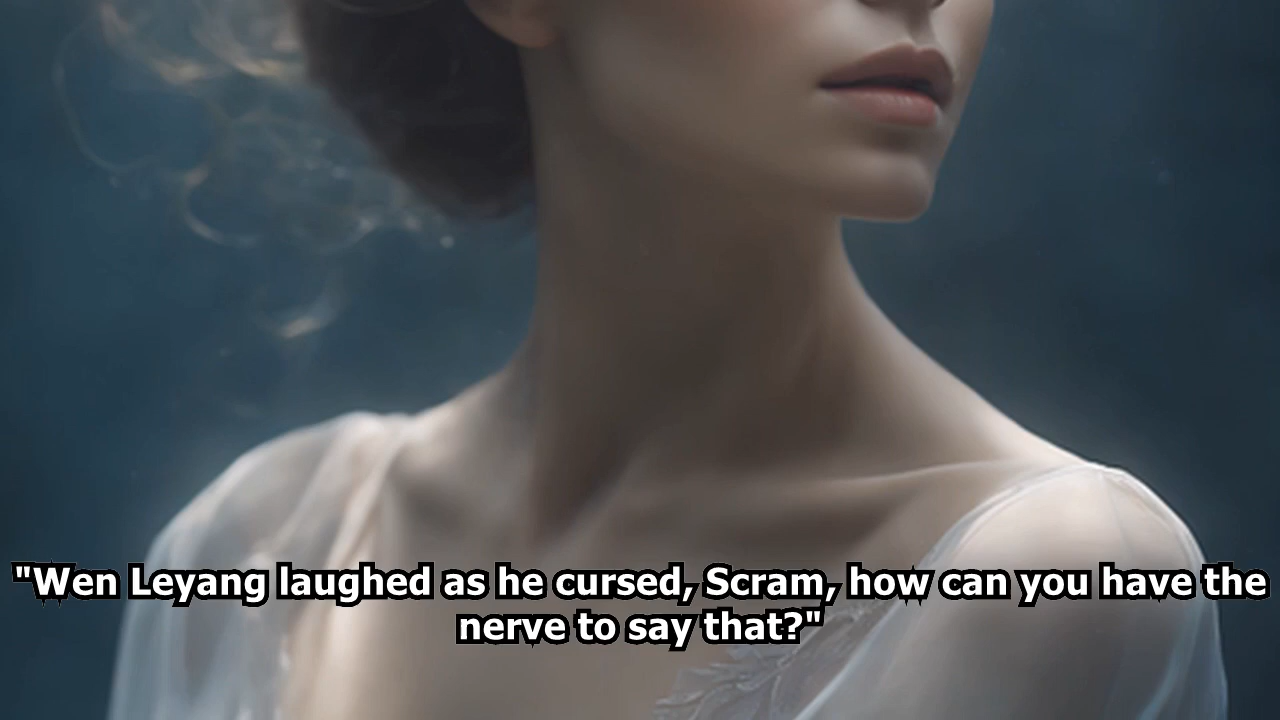 "Wen Leyang laughed as he cursed, Scram, how can you have the
nerve to say that?"